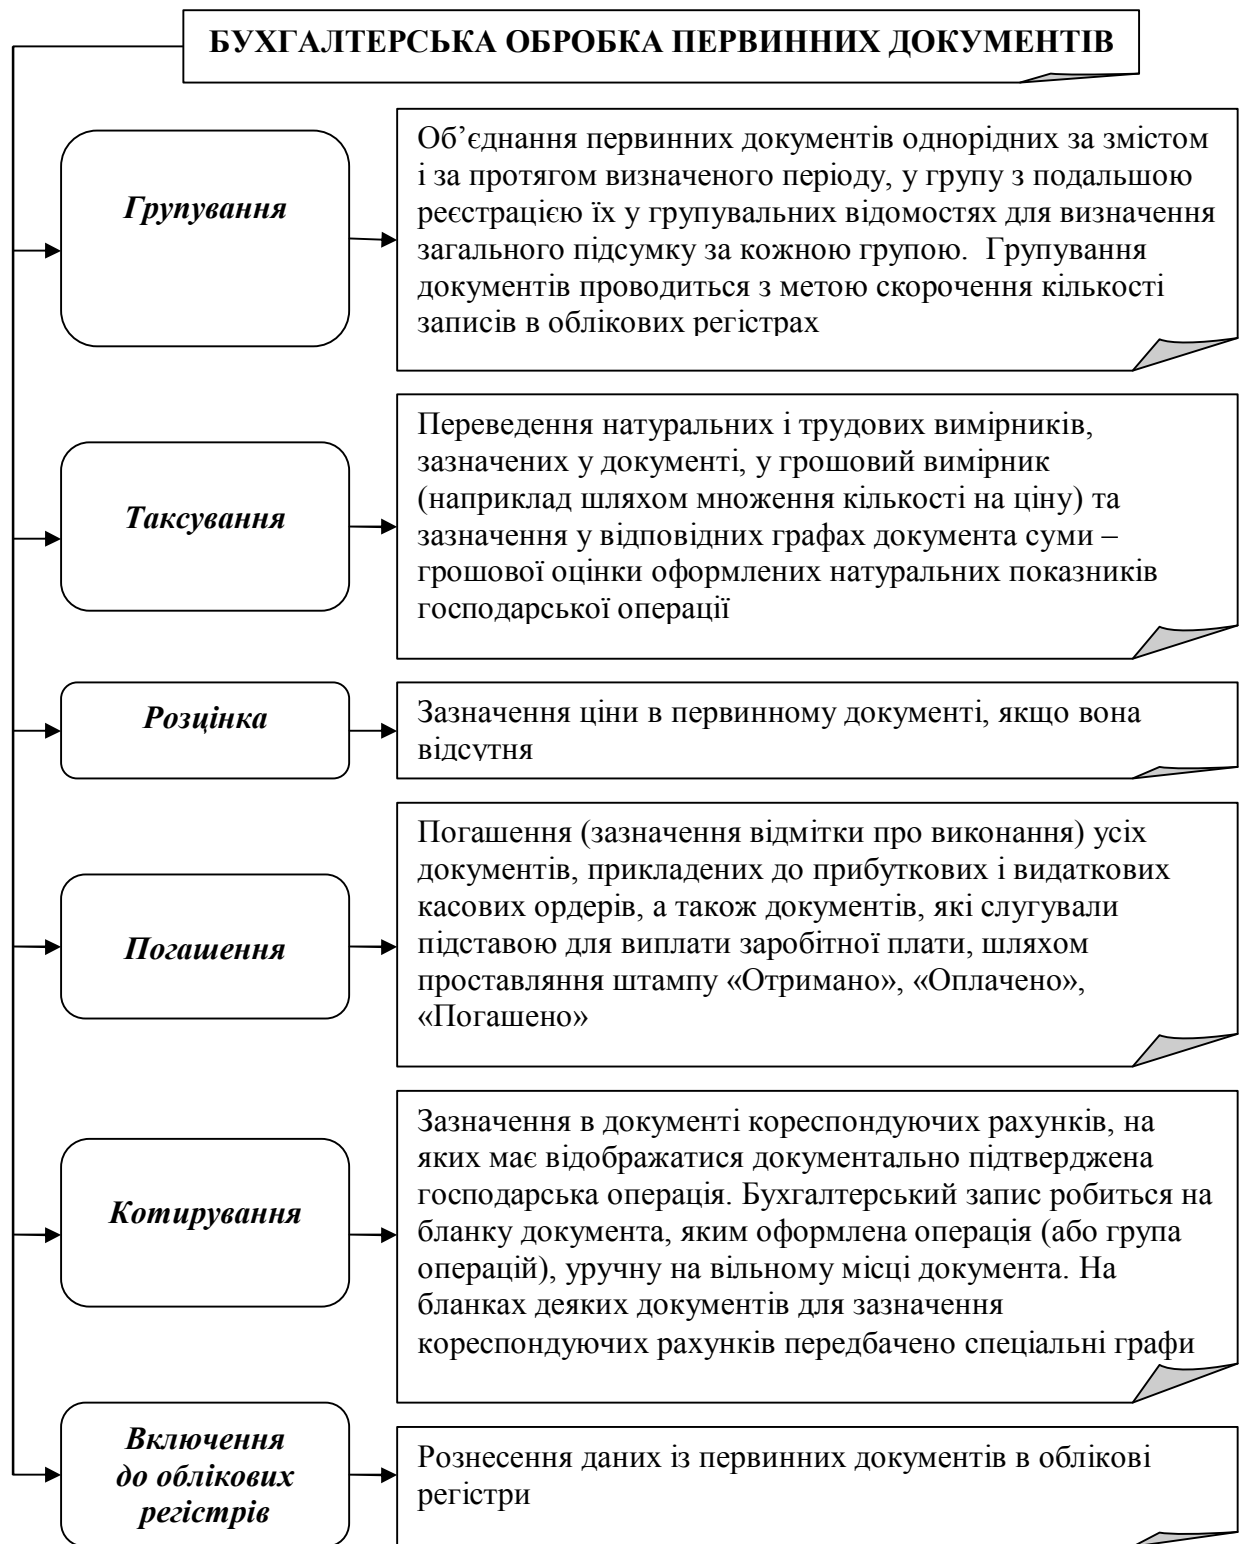 БУХГАЛТЕРСЬКА ОБРОБКА ПЕРВИННИХ ДОКУМЕНТІВ
Групування
Об’єднання первинних документів однорідних за змістом
і за протягом визначеного періоду, у групу з подальшою
реєстрацією їх у групувальних відомостях для визначення
загального підсумку за кожною групою. Групування
документів проводиться з метою скорочення кількості
записів в облікових регістрах
Таксування
Переведення натуральних і трудових вимірників,
зазначених у документі, у грошовий вимірник
(наприклад шляхом множення кількості на ціну) та
зазначення у відповідних графах документа суми –
грошової оцінки оформлених натуральних показників
господарської операції
Розцінка
Зазначення ціни в первинному документі, якщо вона
відсутня
Погашення
Погашення (зазначення відмітки про виконання) усіх
документів, прикладених до прибуткових і видаткових
касових ордерів, а також документів, які слугували
підставою для виплати заробітної плати, шляхом
проставляння штампу «Отримано», «Оплачено»,
«Погашено»
Котирування
Зазначення в документі кореспондуючих рахунків, на
яких має відображатися документально підтверджена
господарська операція. Бухгалтерський запис робиться на
бланку документа, яким оформлена операція (або група
операцій), уручну на вільному місці документа. На
бланках деяких документів для зазначення
кореспондуючих рахунків передбачено спеціальні графи
Включення
до облікових
регістрів
Рознесення даних із первинних документів в облікові
регістри